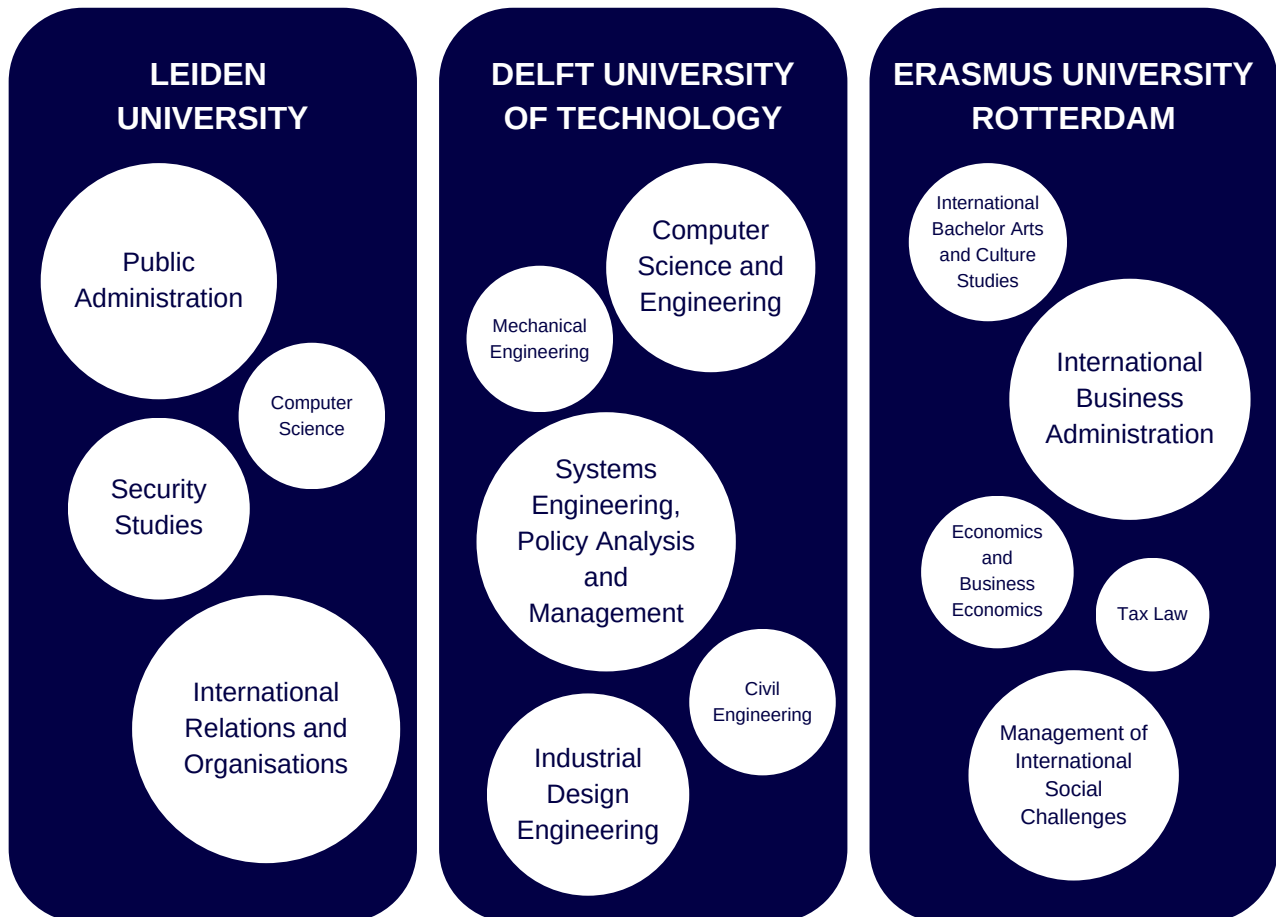 LEIDEN
UNIVERSITY
Public
Administration
Computer
Science
Security
Studies
International
Relations and
Organisations
DELFT UNIVERSITY
OF TECHNOLOGY
Computer
Science and
Engineering
Mechanical
Engineering
Systems
Engineering,
Policy Analysis
and
Management
Civil
Engineering
Industrial
Design
Engineering
ERASMUS UNIVERSITY
ROTTERDAM
International
Bachelor Arts
and Culture
Studies
International
Business
Administration
Economics
and
Business
Economics
Tax Law
Management of
International
Social
Challenges